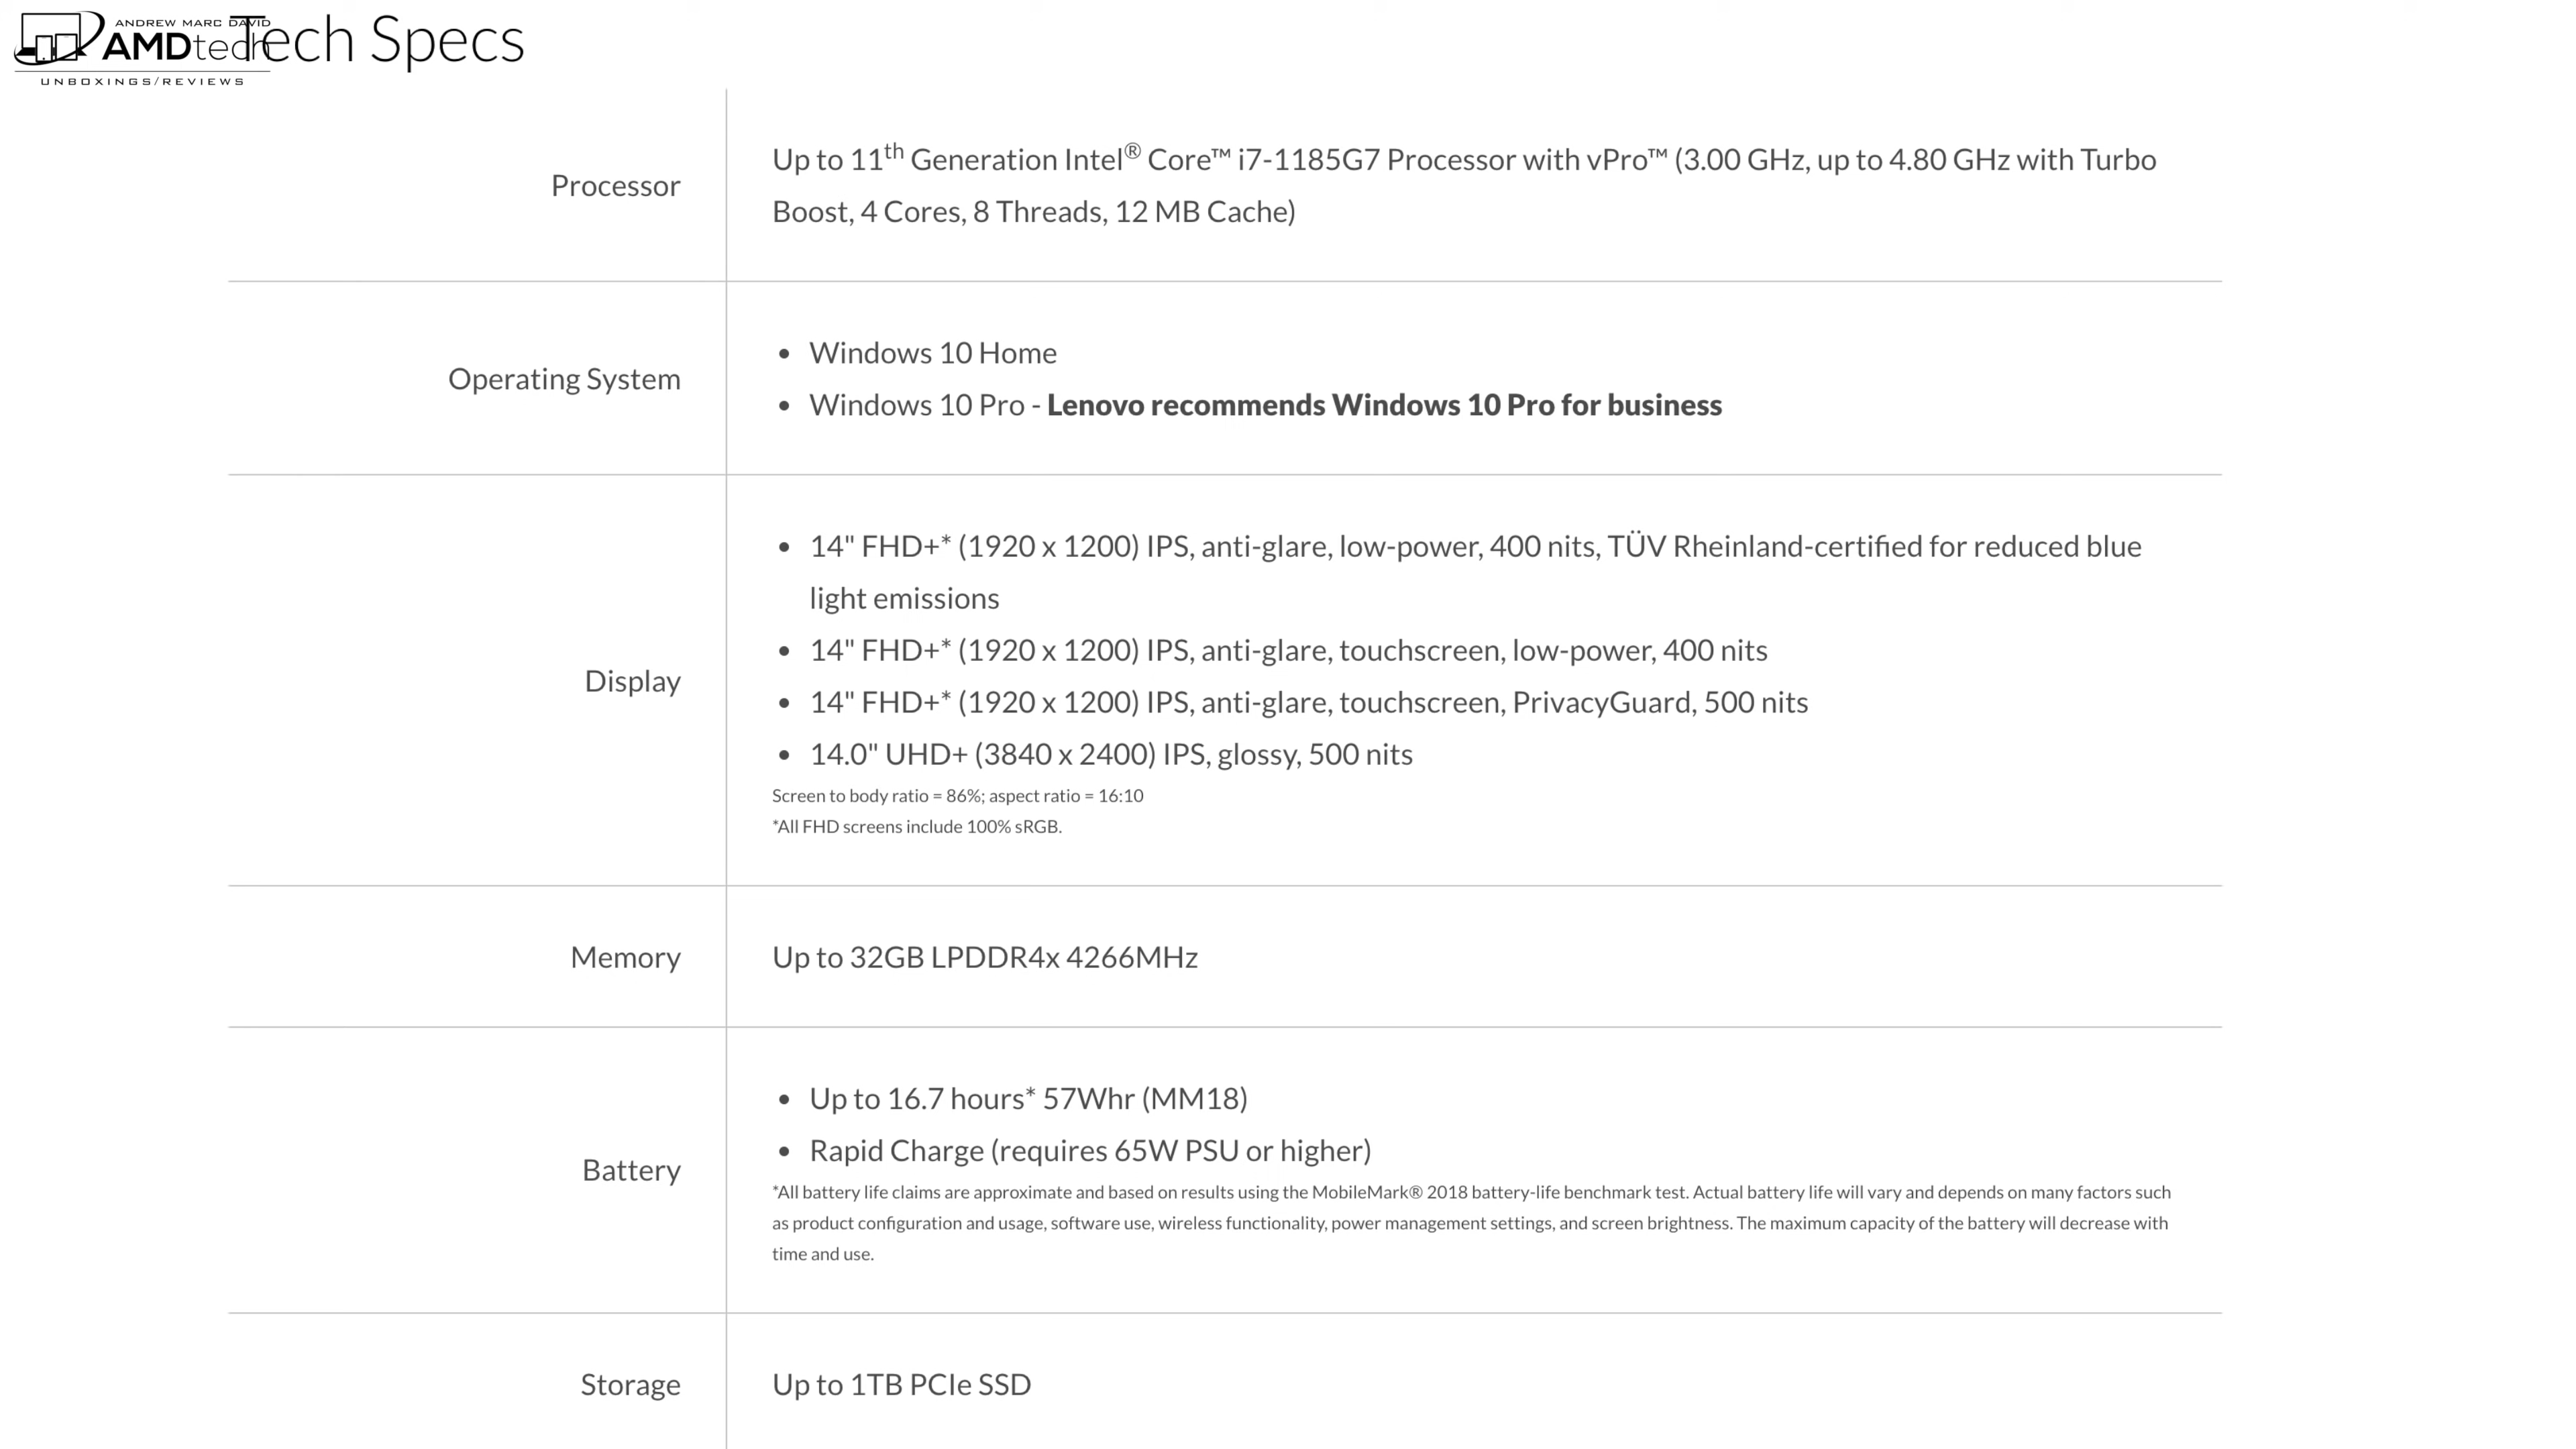 ANDREW MARC DAVID
AMDtech
UNBOXINGS/REVIEWS
Tech Specs
Processor
Up to 11th Generation Intel® Core™ i7-1185G7 Processor with vPro™ (3.00 GHz, up to 4.80 GHz with Turbo
Boost, 4 Cores, 8 Threads, 12 MB Cache)
Operating System
• Windows 10 Home
• Windows 10 Pro - Lenovo recommends Windows 10 Pro for business
Display
• 14" FHD+* (1920 x 1200) IPS, anti-glare, low-power, 400 nits, TÜV Rheinland-certified for reduced blue
light emissions
• 14" FHD+* (1920 x 1200) IPS, anti-glare, touchscreen, low-power, 400 nits
• 14" FHD+* (1920 x 1200) IPS, anti-glare, touchscreen, PrivacyGuard, 500 nits
• 14.0" UHD+ (3840 x 2400) IPS, glossy, 500 nits
Screen to body ratio = 86%; aspect ratio = 16:10
*All FHD screens include 100% sRGB.
Memory
Up to 32GB LPDDR4x 4266MHz
Battery
• Up to 16.7 hours* 57Whr (MM18)
• Rapid Charge (requires 65W PSU or higher)
*All battery life claims are approximate and based on results using the MobileMark® 2018 battery-life benchmark test. Actual battery life will vary and depends on many factors such
as product configuration and usage, software use, wireless functionality, power management settings, and screen brightness. The maximum capacity of the battery will decrease with
time and use.
Storage
Up to 1TB PCIe SSD